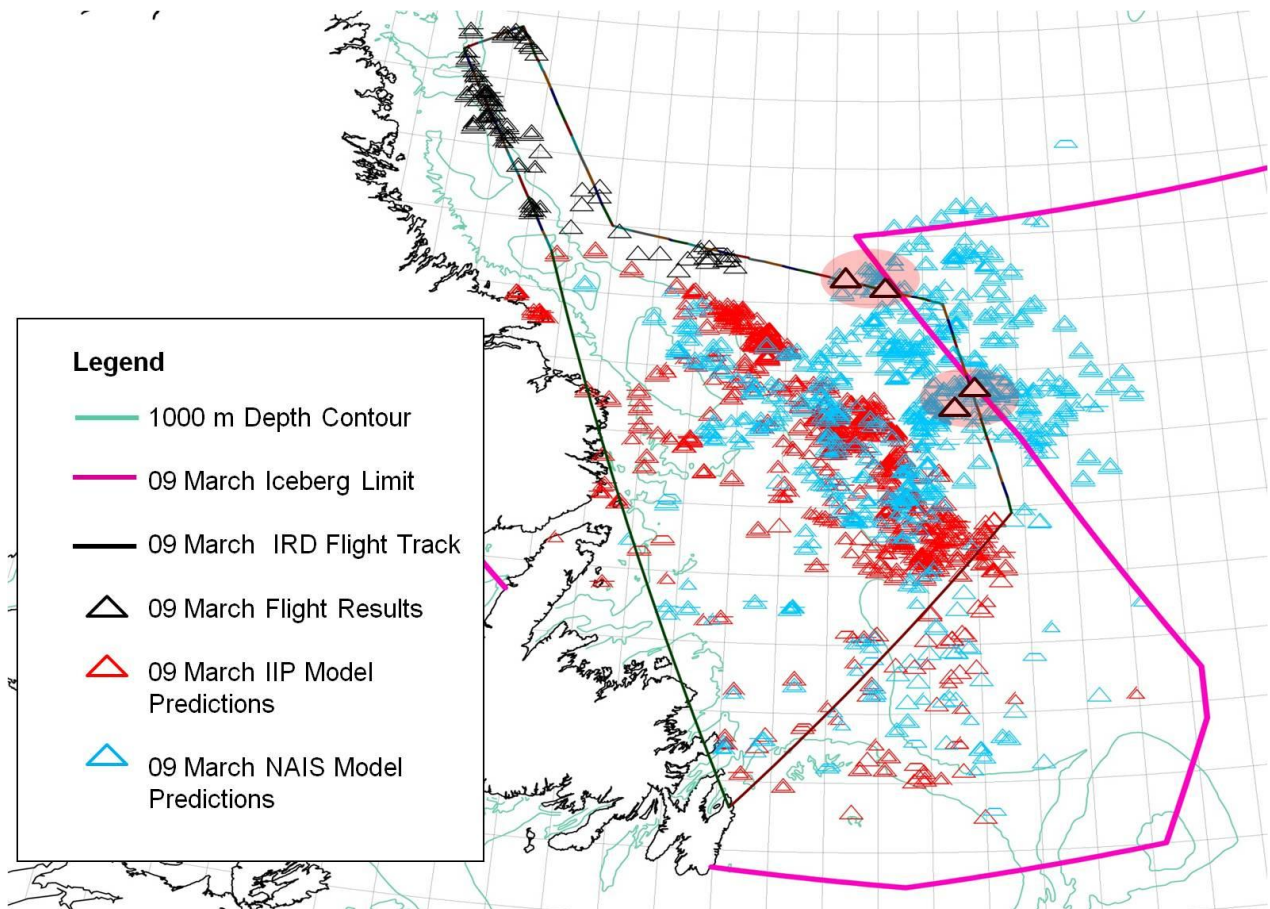 Legend
1000 m Depth Contour
09 March Iceberg Limit
09 March IRD Flight Track
09 March Flight Results
09 March IIP Model
Predictions
09 March NAIS Model
Predictions